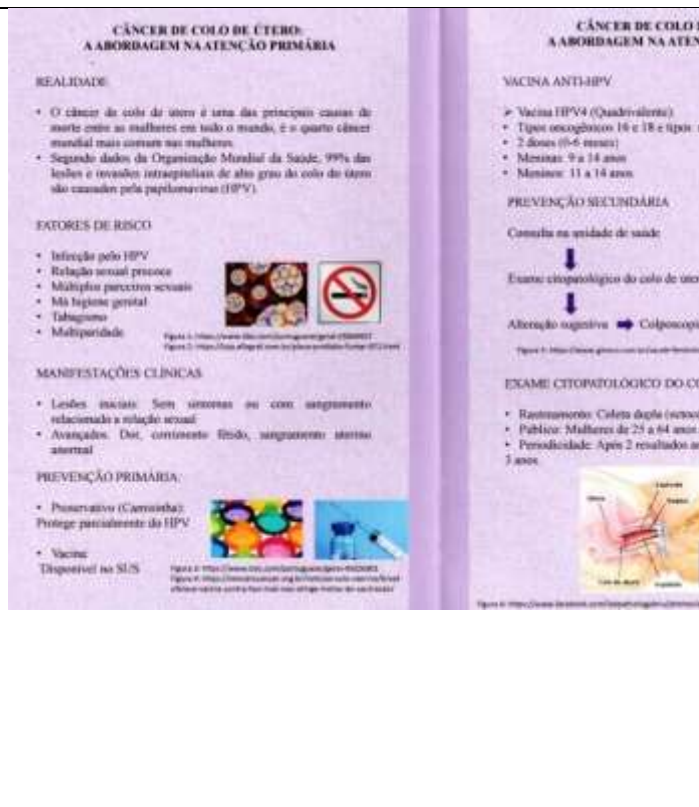 CÂNCER DE COLO DE ÚTERO:
A ABORDAGEM NA ATENÇÃO PRIMÁRIA
REALIDADE:
• O câncer de colo de útero é uma das principais causas de
morte entre as mulheres em todo o mundo, é o quarto câncer
mundial mais comum nas mulheres.
• Segundo dados da Organização Mundial da Saúde, 99% das
lesões e invasões intraepiteliais de alto grau do colo do útero
são causados pela papilomavírus (HPV).
FATORES DE RISCO
• Infecção pelo HPV
• Relação sexual precoce
• Múltiplos parceiros sexuais
• Má higiene genital
• Tabagismo
• Multiparidade
MANIFESTAÇÕES CLÍNICAS
• Lesões iniciais: Sem sintomas ou com sangramento
relacionado a relação sexual
• Avançados: Dor, corrimento fétido, sangramento uterino
anormal
PREVENÇÃO PRIMÁRIA:
• Preservativo (Camisinha):
Protege parcialmente do HPV
• Vacina:
Disponível no SUS
CÂNCER DE COLO
A ABORDAGEM NA ATEN
VACINA ANTI-HPV
➢ Vacina HPV4 (Quadrivalente)
• Tipos oncogênicos 16 e 18 e tipos
• 2 doses (0-6 meses)
• Meninas: 9 a 14 anos
• Meninos: 11 a 14 anos
PREVENÇÃO SECUNDÁRIA
Consulta na unidade de saúde
Exame citopatológico do colo de úter
Alteração sugestiva Colposcopi
EXAME CITOPATOLÓGICO DO CO
• Rastreamento: Coleta dupla
• Público: Mulheres de 25 a 64 anos
• Periodicidade: Após 2 resultados
3 anos